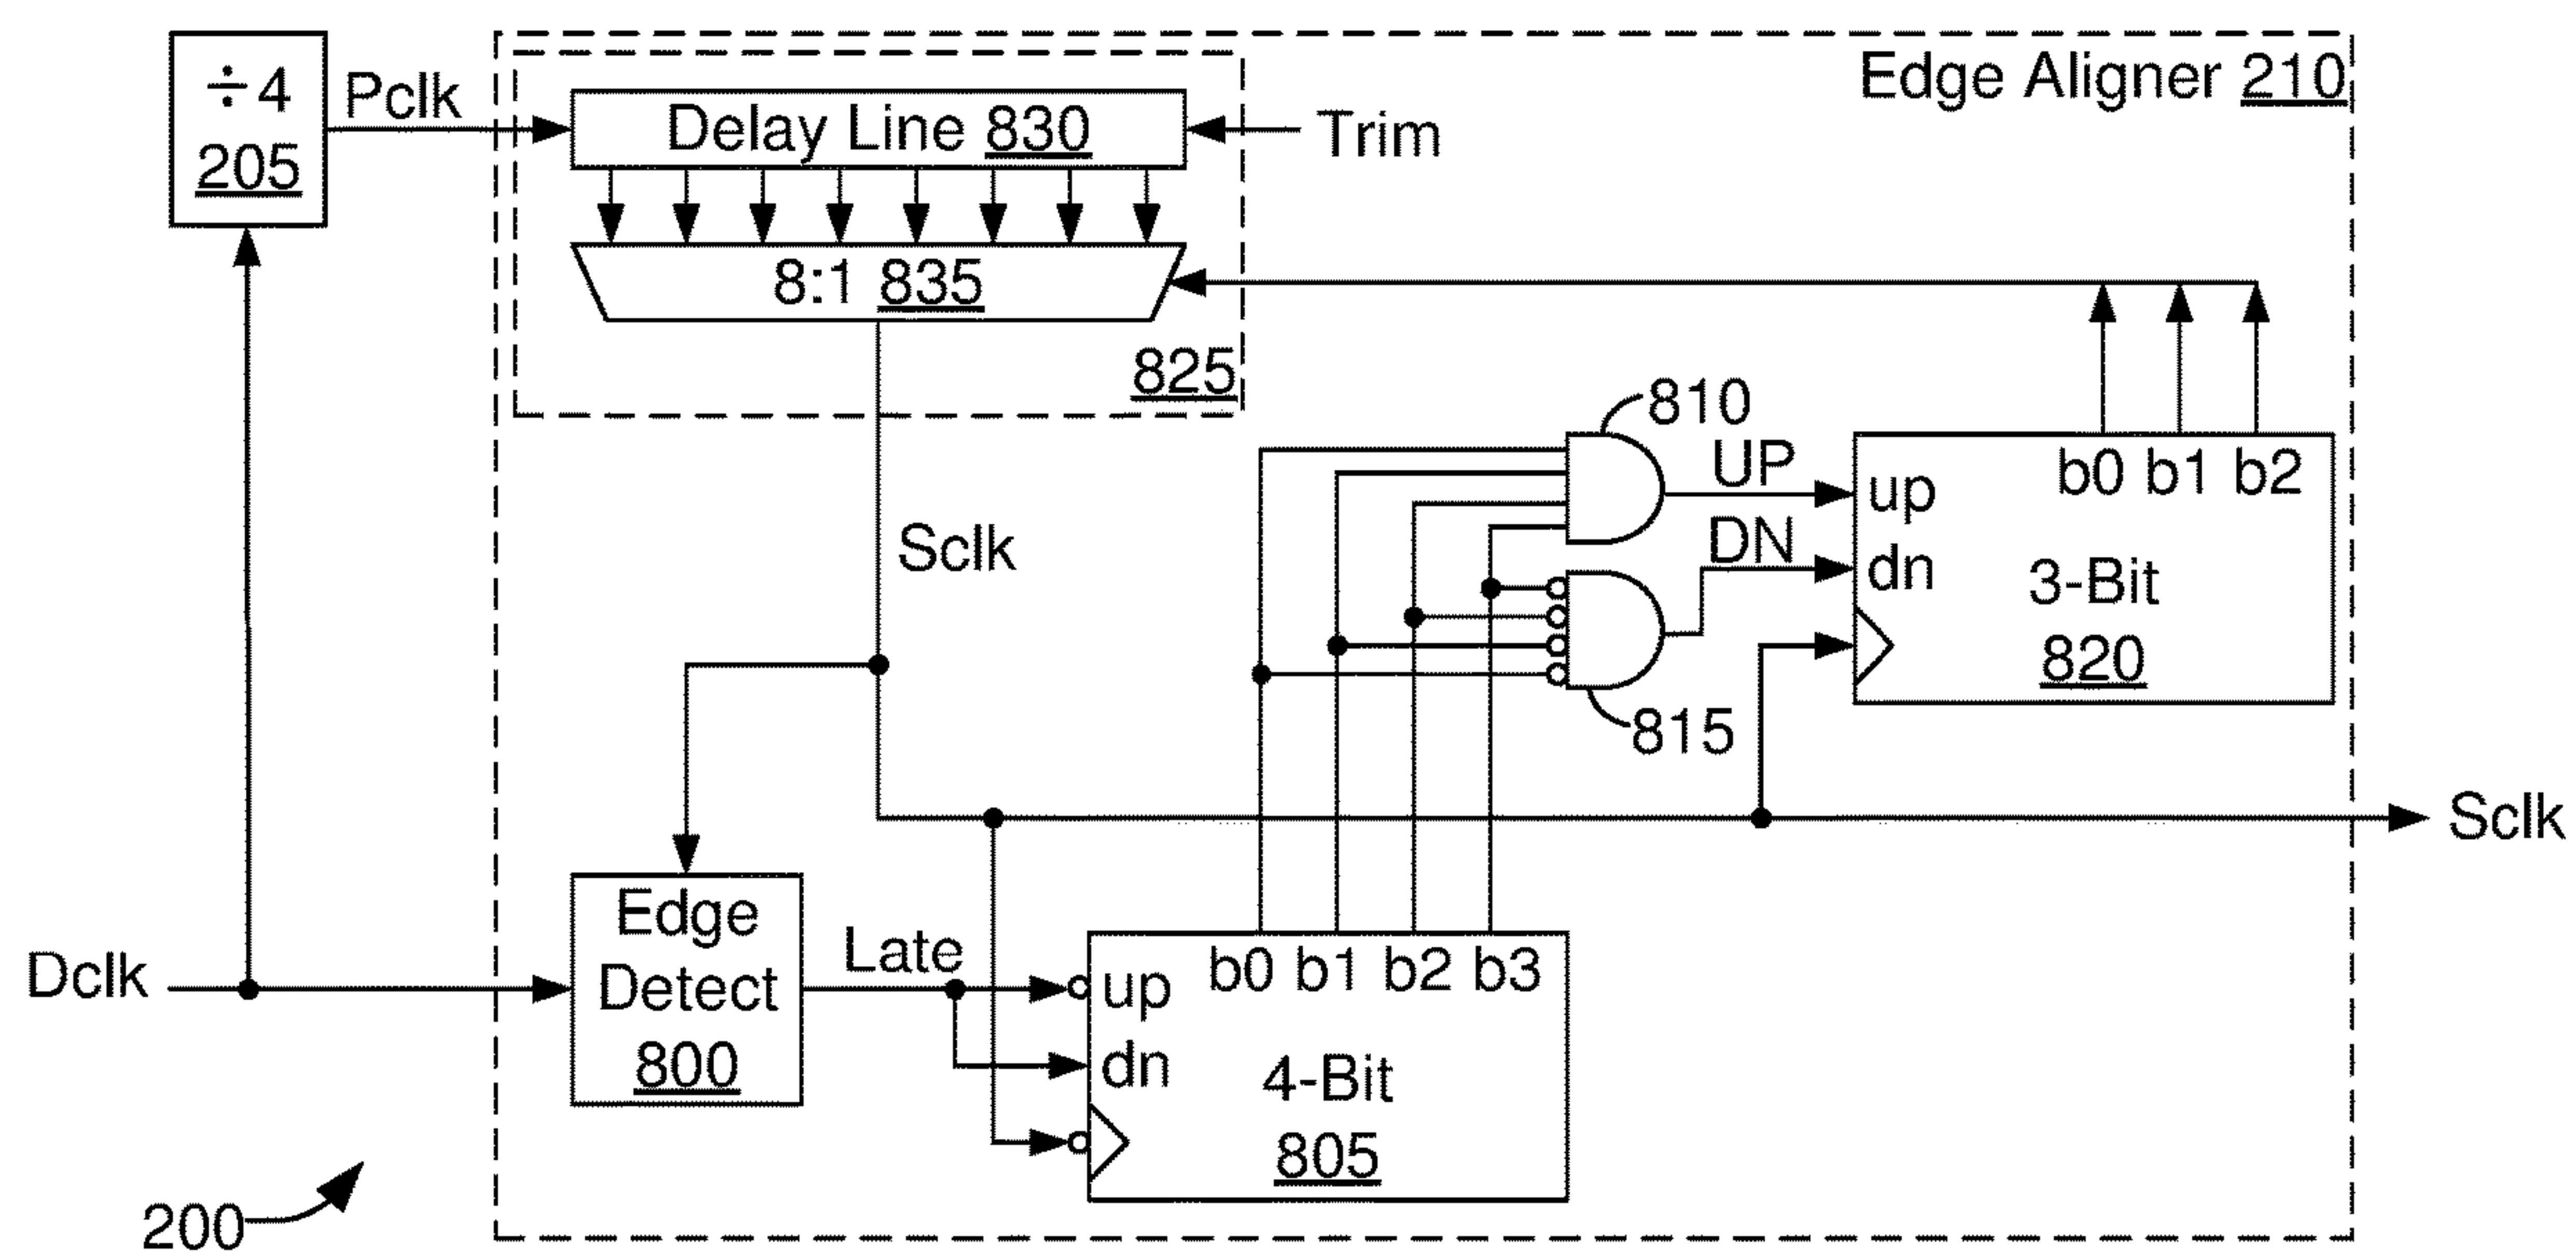 ÷4
205
Pclk
Delay Line 830
Trim
Edge Aligner 210
8:1 835
825
810
UP
DN
815
up
dn
b0 b1 b2
3-Bit
820
Sclk
Sclk
Dclk
Edge
Detect
800
Late
up
dn
b0 b1 b2 b3
4-Bit
805
200